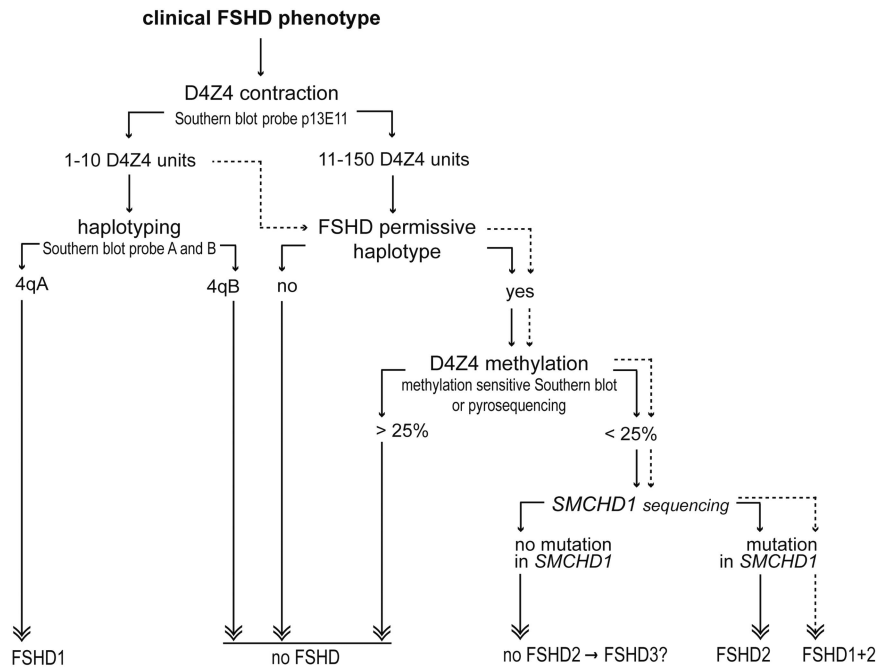 clinical FSHD phenotype
D4Z4 contraction
Southern blot probe p13E11
1-10 D4Z4 units
11-150 D4Z4 units
haplotyping
Southern blot probe A and B
FSHD permissive
haplotype
4qA
4qB
no
yes
D4Z4 methylation
methylation sensitive Southern blot
or pyrosequencing
> 25%
< 25%
SMCHD1 sequencing
no mutation
in SMCHD1
mutation
in SMCHD1
FSHD1
no FSHD
no FSHD2 → FSHD3?
FSHD2
FSHD1+2